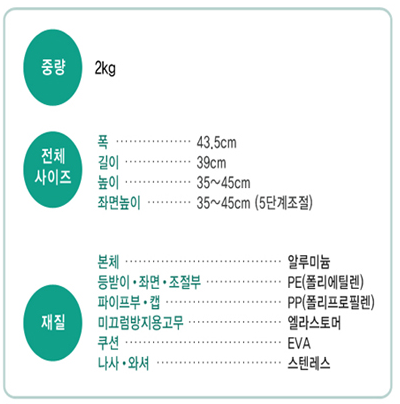 중량 2kg
전체 사이즈
폭 ················ 43.5cm
길이 ················ 39cm
높이 ················ 35~45cm
좌면높이 ·········· 35~45cm (5단계조절)
재질
본체 ································ 알루미늄
등받이·좌면·조절부 ················ PE(폴리에틸렌)
파이프부·캡 ························ PP(폴리프로필렌)
미끄럼방지용고무 ···················· 엘라스토머
쿠션 ································ EVA
나사·와셔 ·························· 스텐레스